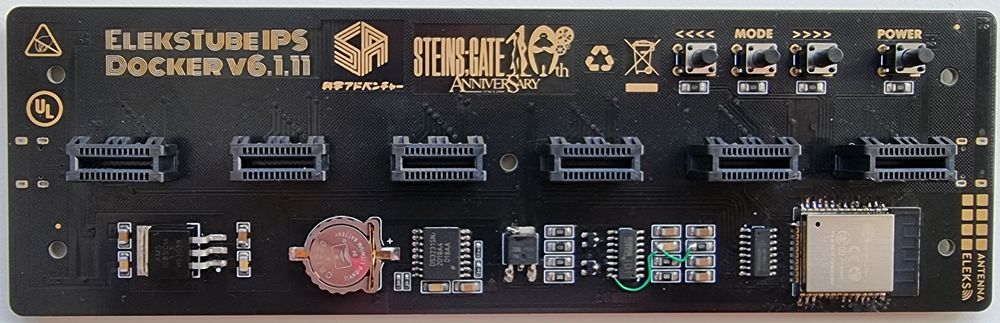 ELEKSTUBE IPS
DOCKER V6.1.11
SA
科学アドベンチャー
STEINS;GATE 10th
ANNIVERSARY
<<<<
MODE
>>>>
POWER
UL
DS3231SN
ANTENNA
ELEKS